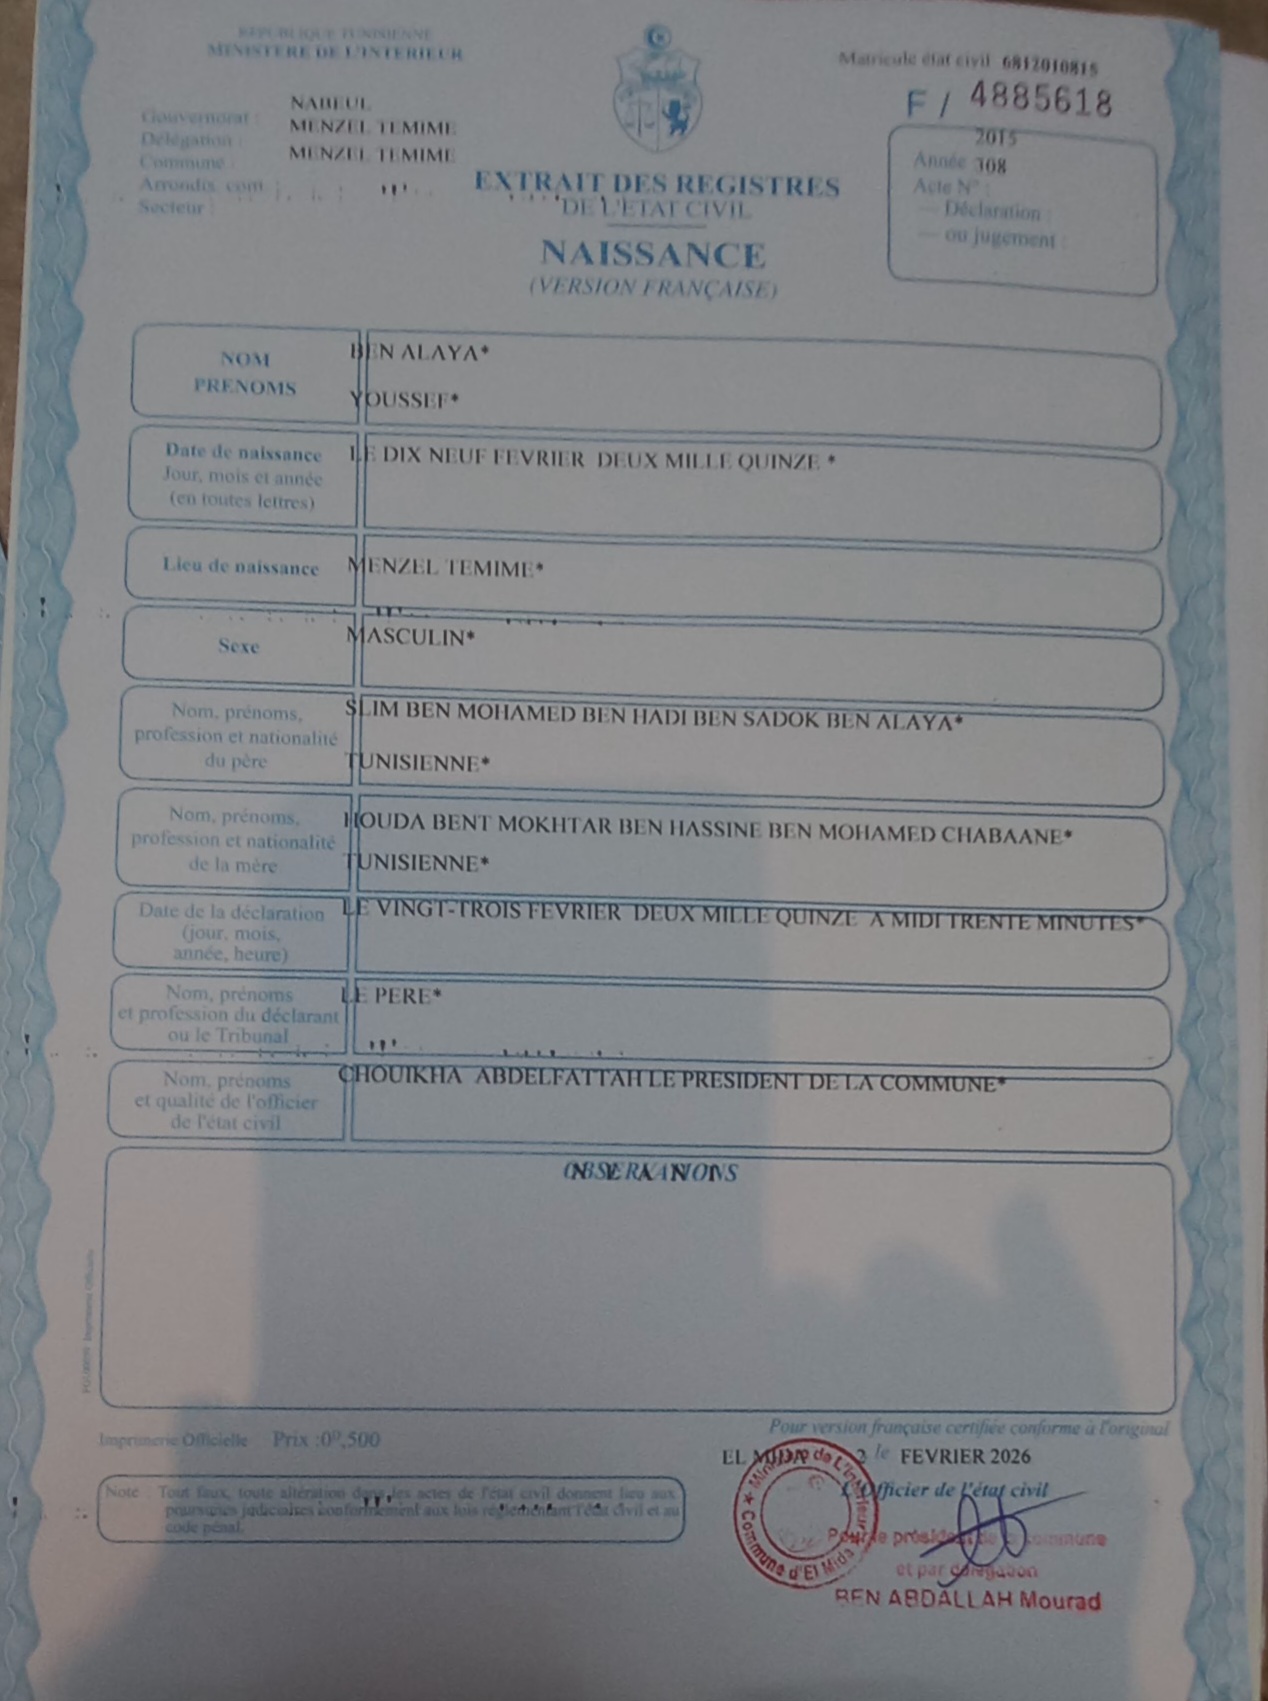 REPUBLIQUE TUNISIENNE
MINISTERE DE L'INTERIEUR
Matricule état civil 6812010815
F / 4885618
Gouvernorat : NABEUL
Délégation : MENZEL TEMIME
Commune : MENZEL TEMIME
Arrondis. com
Secteur :
2015
Année 308
Acte N° :
— Déclaration :
— ou jugement :
EXTRAIT DES REGISTRES
DE L'ETAT CIVIL
NAISSANCE
(VERSION FRANÇAISE)
NOM BEN ALAYA*
PRENOMS YOUSSEF*
Date de naissance LE DIX NEUF FEVRIER DEUX MILLE QUINZE *
Jour, mois et année
(en toutes lettres)
Lieu de naissance MENZEL TEMIME*
Sexe MASCULIN*
Nom, prénoms, SLIM BEN MOHAMED BEN HADI BEN SADOK BEN ALAYA*
profession et nationalité
du père TUNISIENNE*
Nom, prénoms, HOUDA BENT MOKHTAR BEN HASSINE BEN MOHAMED CHABAANE*
profession et nationalité
de la mère TUNISIENNE*
Date de la déclaration LE VINGT-TROIS FEVRIER DEUX MILLE QUINZE A MIDI TRENTE MINUTES*
(jour, mois,
année, heure)
Nom, prénoms LE PERE*
et profession du déclarant
ou le Tribunal
Nom, prénoms CHOUIKHA ABDELFATTAH LE PRESIDENT DE LA COMMUNE*
et qualité de l'officier
de l'état civil
OBSERVATIONS
Imprimerie Officielle Prix :0ᴰ,500
Pour version française certifiée conforme à l'original
EL MIDA le FEVRIER 2026
L'Officier de l'état civil
Note : Tout faux, toute altération dans les actes de l'état civil donnent lieu aux
poursuites judiciaires conformément aux lois réglementant l'état civil et au
code pénal.
Ministère de L'Intérieur
Commune d'El Mida
Pour le président de la commune
et par délégation
BEN ABDALLAH Mourad